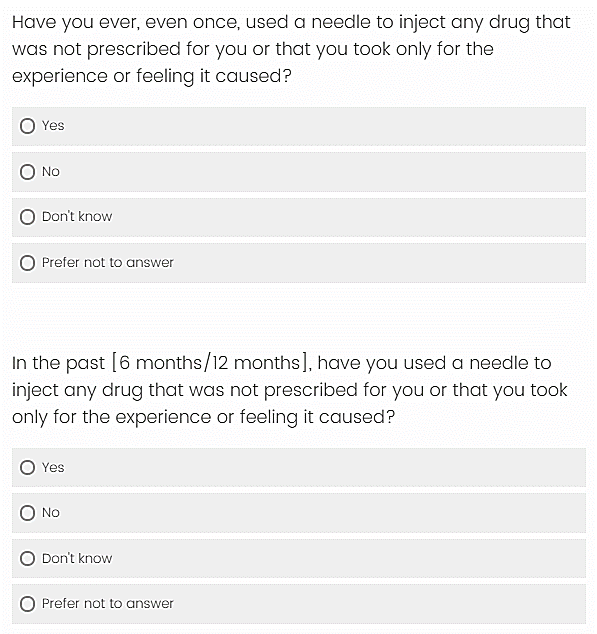 Have you ever, even once, used a needle to inject any drug that
was not prescribed for you or that you took only for the
experience or feeling it caused?
Yes
No
Don't know
Prefer not to answer
In the past [6 months/12 months], have you used a needle to
inject any drug that was not prescribed for you or that you took
only for the experience or feeling it caused?
Yes
No
Don't know
Prefer not to answer